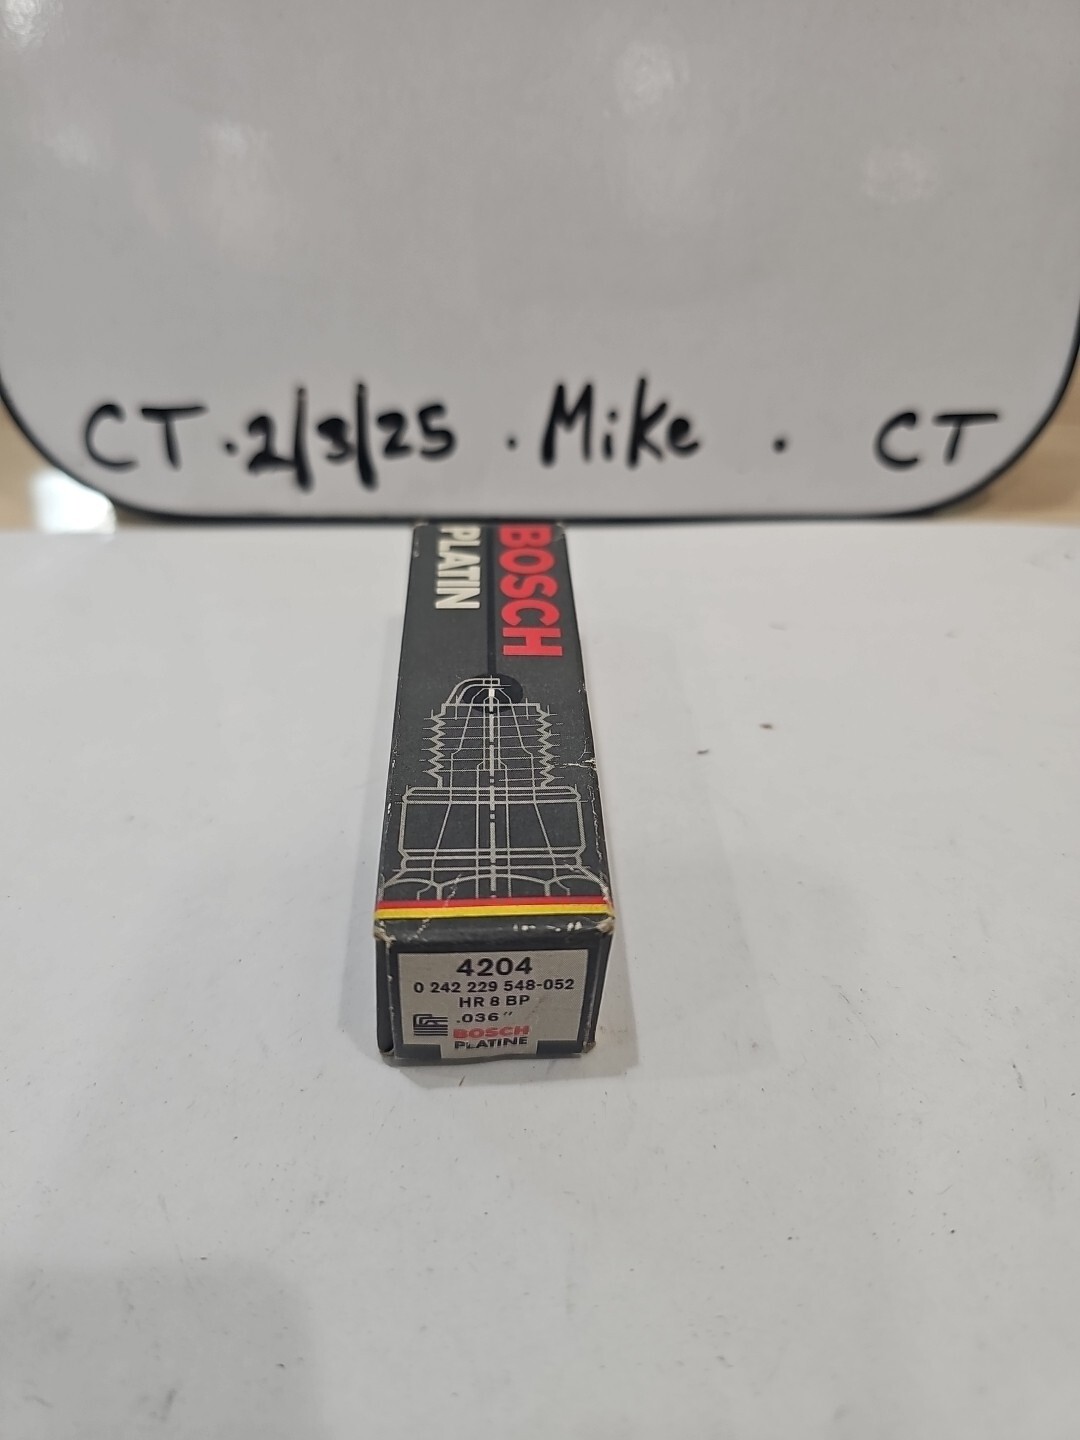 CT . 2/3/25 . Mike . CT
BOSCH
PLATIN
4204
0 242 229 548-052
HR 8 BP
.036"
BOSCH
PLATINE